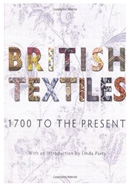 BRITISH
TEXTILES
1700 TO THE PRESENT
With an Introduction by Linda Parry